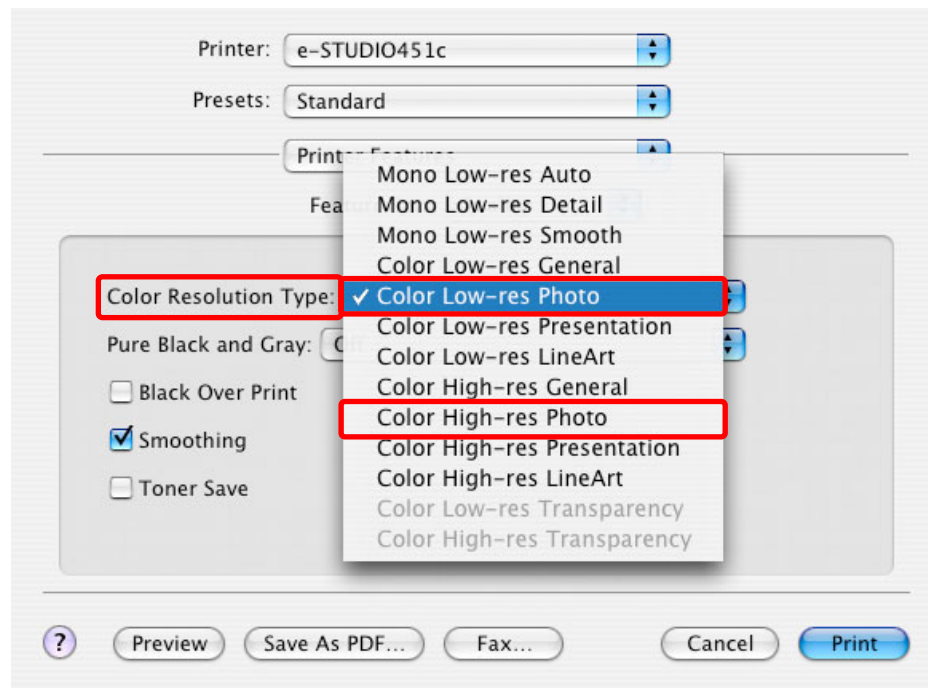 Printer: e-STUDIO451c
Presets: Standard
Printer Features
Fea
Mono Low-res Auto
Mono Low-res Detail
Mono Low-res Smooth
Color Low-res General
Color Resolution Type: ✓ Color Low-res Photo
Color Low-res Presentation
Pure Black and Gray:
Color Low-res LineArt
Color High-res General
Black Over Print
Color High-res Photo
Smoothing
Color High-res Presentation
Color High-res LineArt
Toner Save
Color Low-res Transparency
Color High-res Transparency
? Preview Save As PDF... Fax... Cancel Print